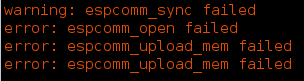 warning: espcomm_sync failed
error: espcomm_open failed
error: espcomm_upload_mem failed
error: espcomm_upload_mem failed